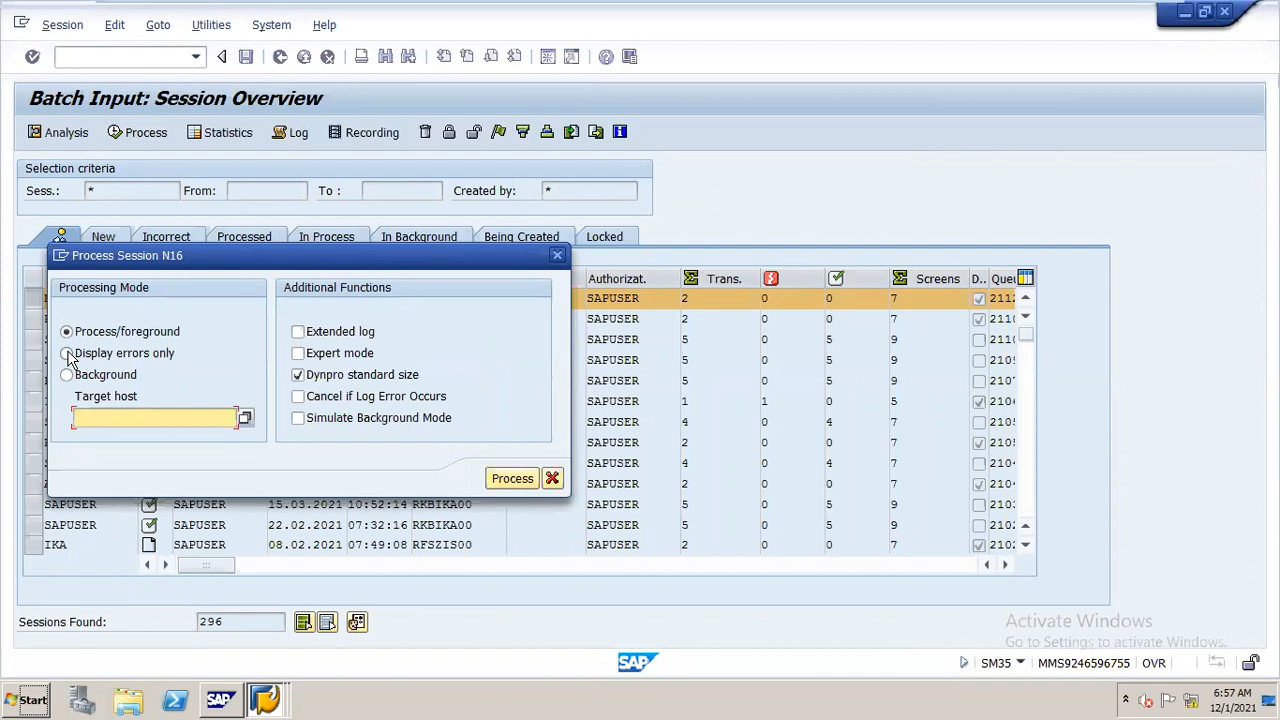 Session Edit Goto Utilities System Help
Batch Input: Session Overview
Analysis Process Statistics Log Recording
Selection criteria
Sess.: * From: To : Created by: *
New Incorrect Processed In Process In Background Being Created Locked
Process Session N16
Processing Mode Additional Functions
Process/foreground Extended log
Display errors only Expert mode
Background Dynpro standard size
Target host Cancel if Log Error Occurs
Simulate Background Mode
Process
Authorizat. Trans. Screens D.. Queu
SAPUSER 2 0 0 7 2112
SAPUSER 2 0 0 7
SAPUSER 5 0 5 9
SAPUSER 5 0 5 9
SAPUSER 5 0 5 9
SAPUSER 1 1 0 5
SAPUSER 4 0 4 7
SAPUSER 2 0 0 7
SAPUSER 4 0 4 7
SAPUSER 2 0 0 7
SAPUSER SAPUSER 15.03.2021 10:52:14 RKBIKA00 SAPUSER 5 0 5 9
SAPUSER SAPUSER 22.02.2021 07:32:16 RKBIKA00 SAPUSER 5 0 5 9
IKA SAPUSER 08.02.2021 07:49:08 RFSZIS00 SAPUSER 2 0 0 7
Sessions Found: 296
Activate Windows
Go to Settings to activate Windows.
SAP SM35 MMS9246596755 OVR
Start SAP 6:57 AM
12/1/2021